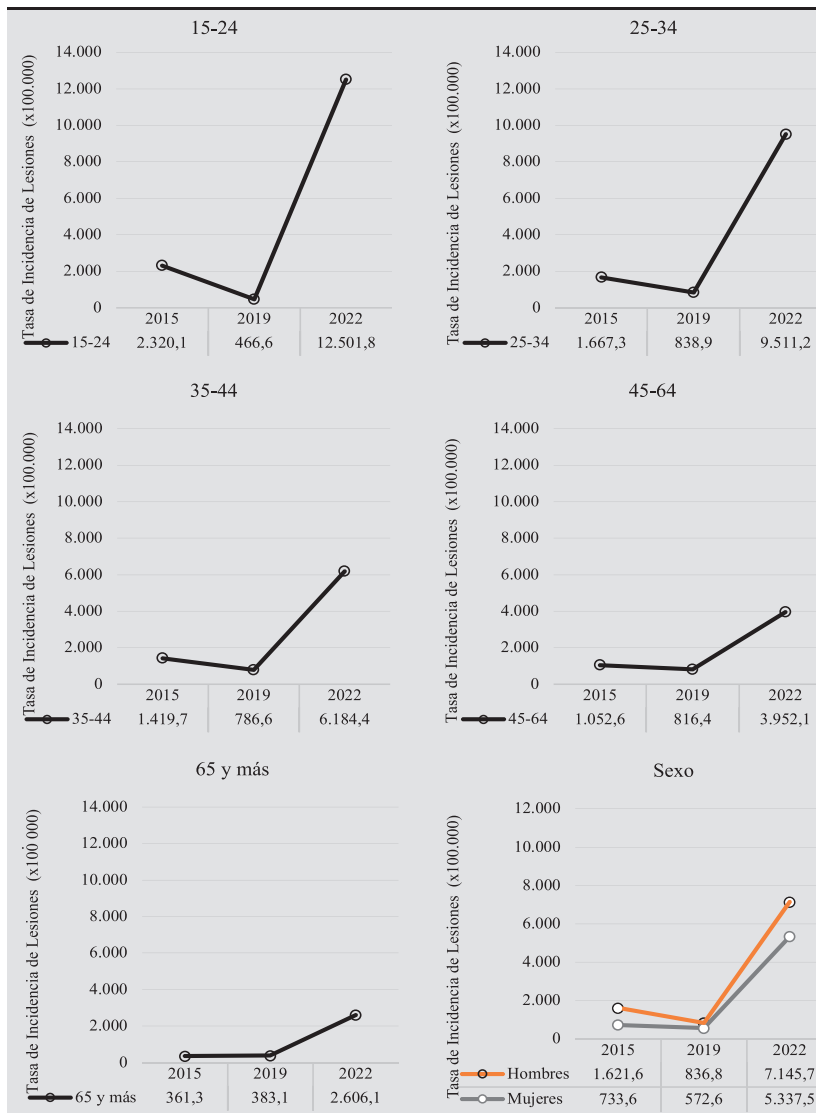 15-24
Tasa de Incidencia de Lesiones (x100.000)
14.000
12.000
10.000
8.000
6.000
4.000
2.000
0
2015 2019 2022
15-24 2.320,1 466,6 12.501,8
25-34
Tasa de Incidencia de Lesiones (x100.000)
14.000
12.000
10.000
8.000
6.000
4.000
2.000
0
2015 2019 2022
25-34 1.667,3 838,9 9.511,2
35-44
Tasa de Incidencia de Lesiones (x100.000)
14.000
12.000
10.000
8.000
6.000
4.000
2.000
0
2015 2019 2022
35-44 1.419,7 786,6 6.184,4
45-64
Tasa de Incidencia de Lesiones (x100.000)
14.000
12.000
10.000
8.000
6.000
4.000
2.000
0
2015 2019 2022
45-64 1.052,6 816,4 3.952,1
65 y más
Tasa de Incidencia de Lesiones (x100.000)
14.000
12.000
10.000
8.000
6.000
4.000
2.000
0
2015 2019 2022
65 y más 361,3 383,1 2.606,1
Sexo
Tasa de Incidencia de Lesiones (x100.000)
12.000
10.000
8.000
6.000
4.000
2.000
0
2015 2019 2022
Hombres 1.621,6 836,8 7.145,7
Mujeres 733,6 572,6 5.337,5